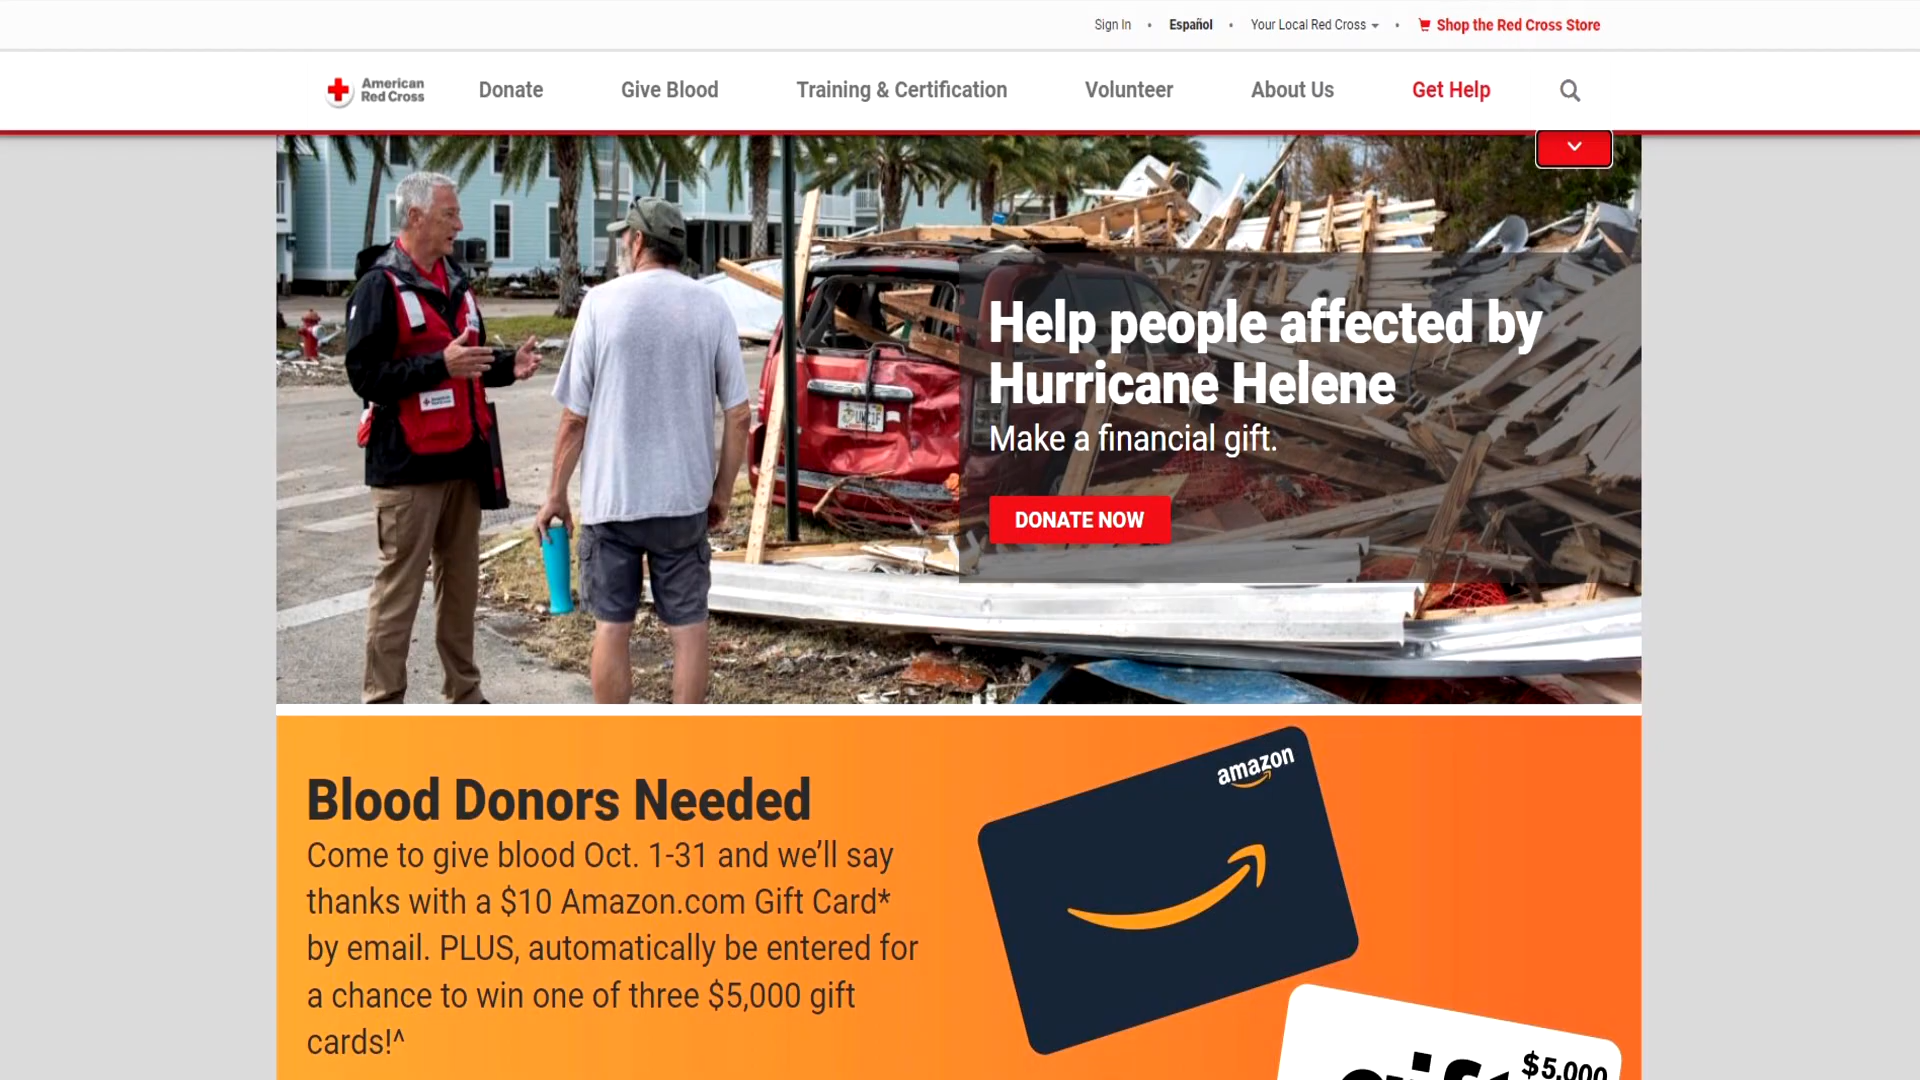 Sign In • Español • Your Local Red Cross • Shop the Red Cross Store
American
Red Cross
Donate Give Blood Training & Certification Volunteer About Us Get Help
Help people affected by
Hurricane Helene
Make a financial gift.
DONATE NOW
Blood Donors Needed
Come to give blood Oct. 1-31 and we’ll say
thanks with a $10 Amazon.com Gift Card*
by email. PLUS, automatically be entered for
a chance to win one of three $5,000 gift
cards!^
amazon
$5,000